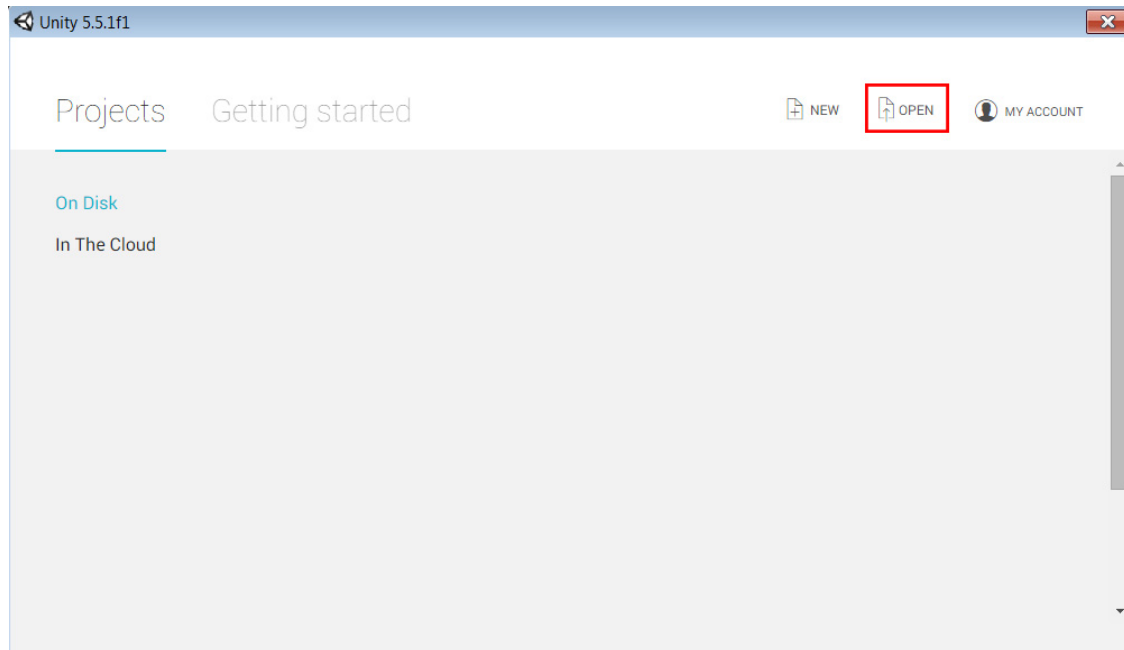 Unity 5.5.1f1
Projects Getting started NEW OPEN MY ACCOUNT
On Disk
In The Cloud